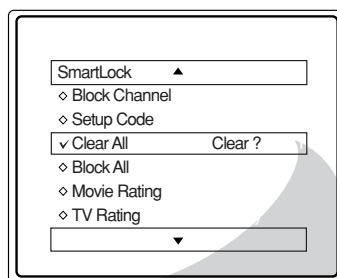 SmartLock ▲
◇ Block Channel
◇ Setup Code
✓ Clear All Clear ?
◇ Block All
◇ Movie Rating
◇ TV Rating
▼